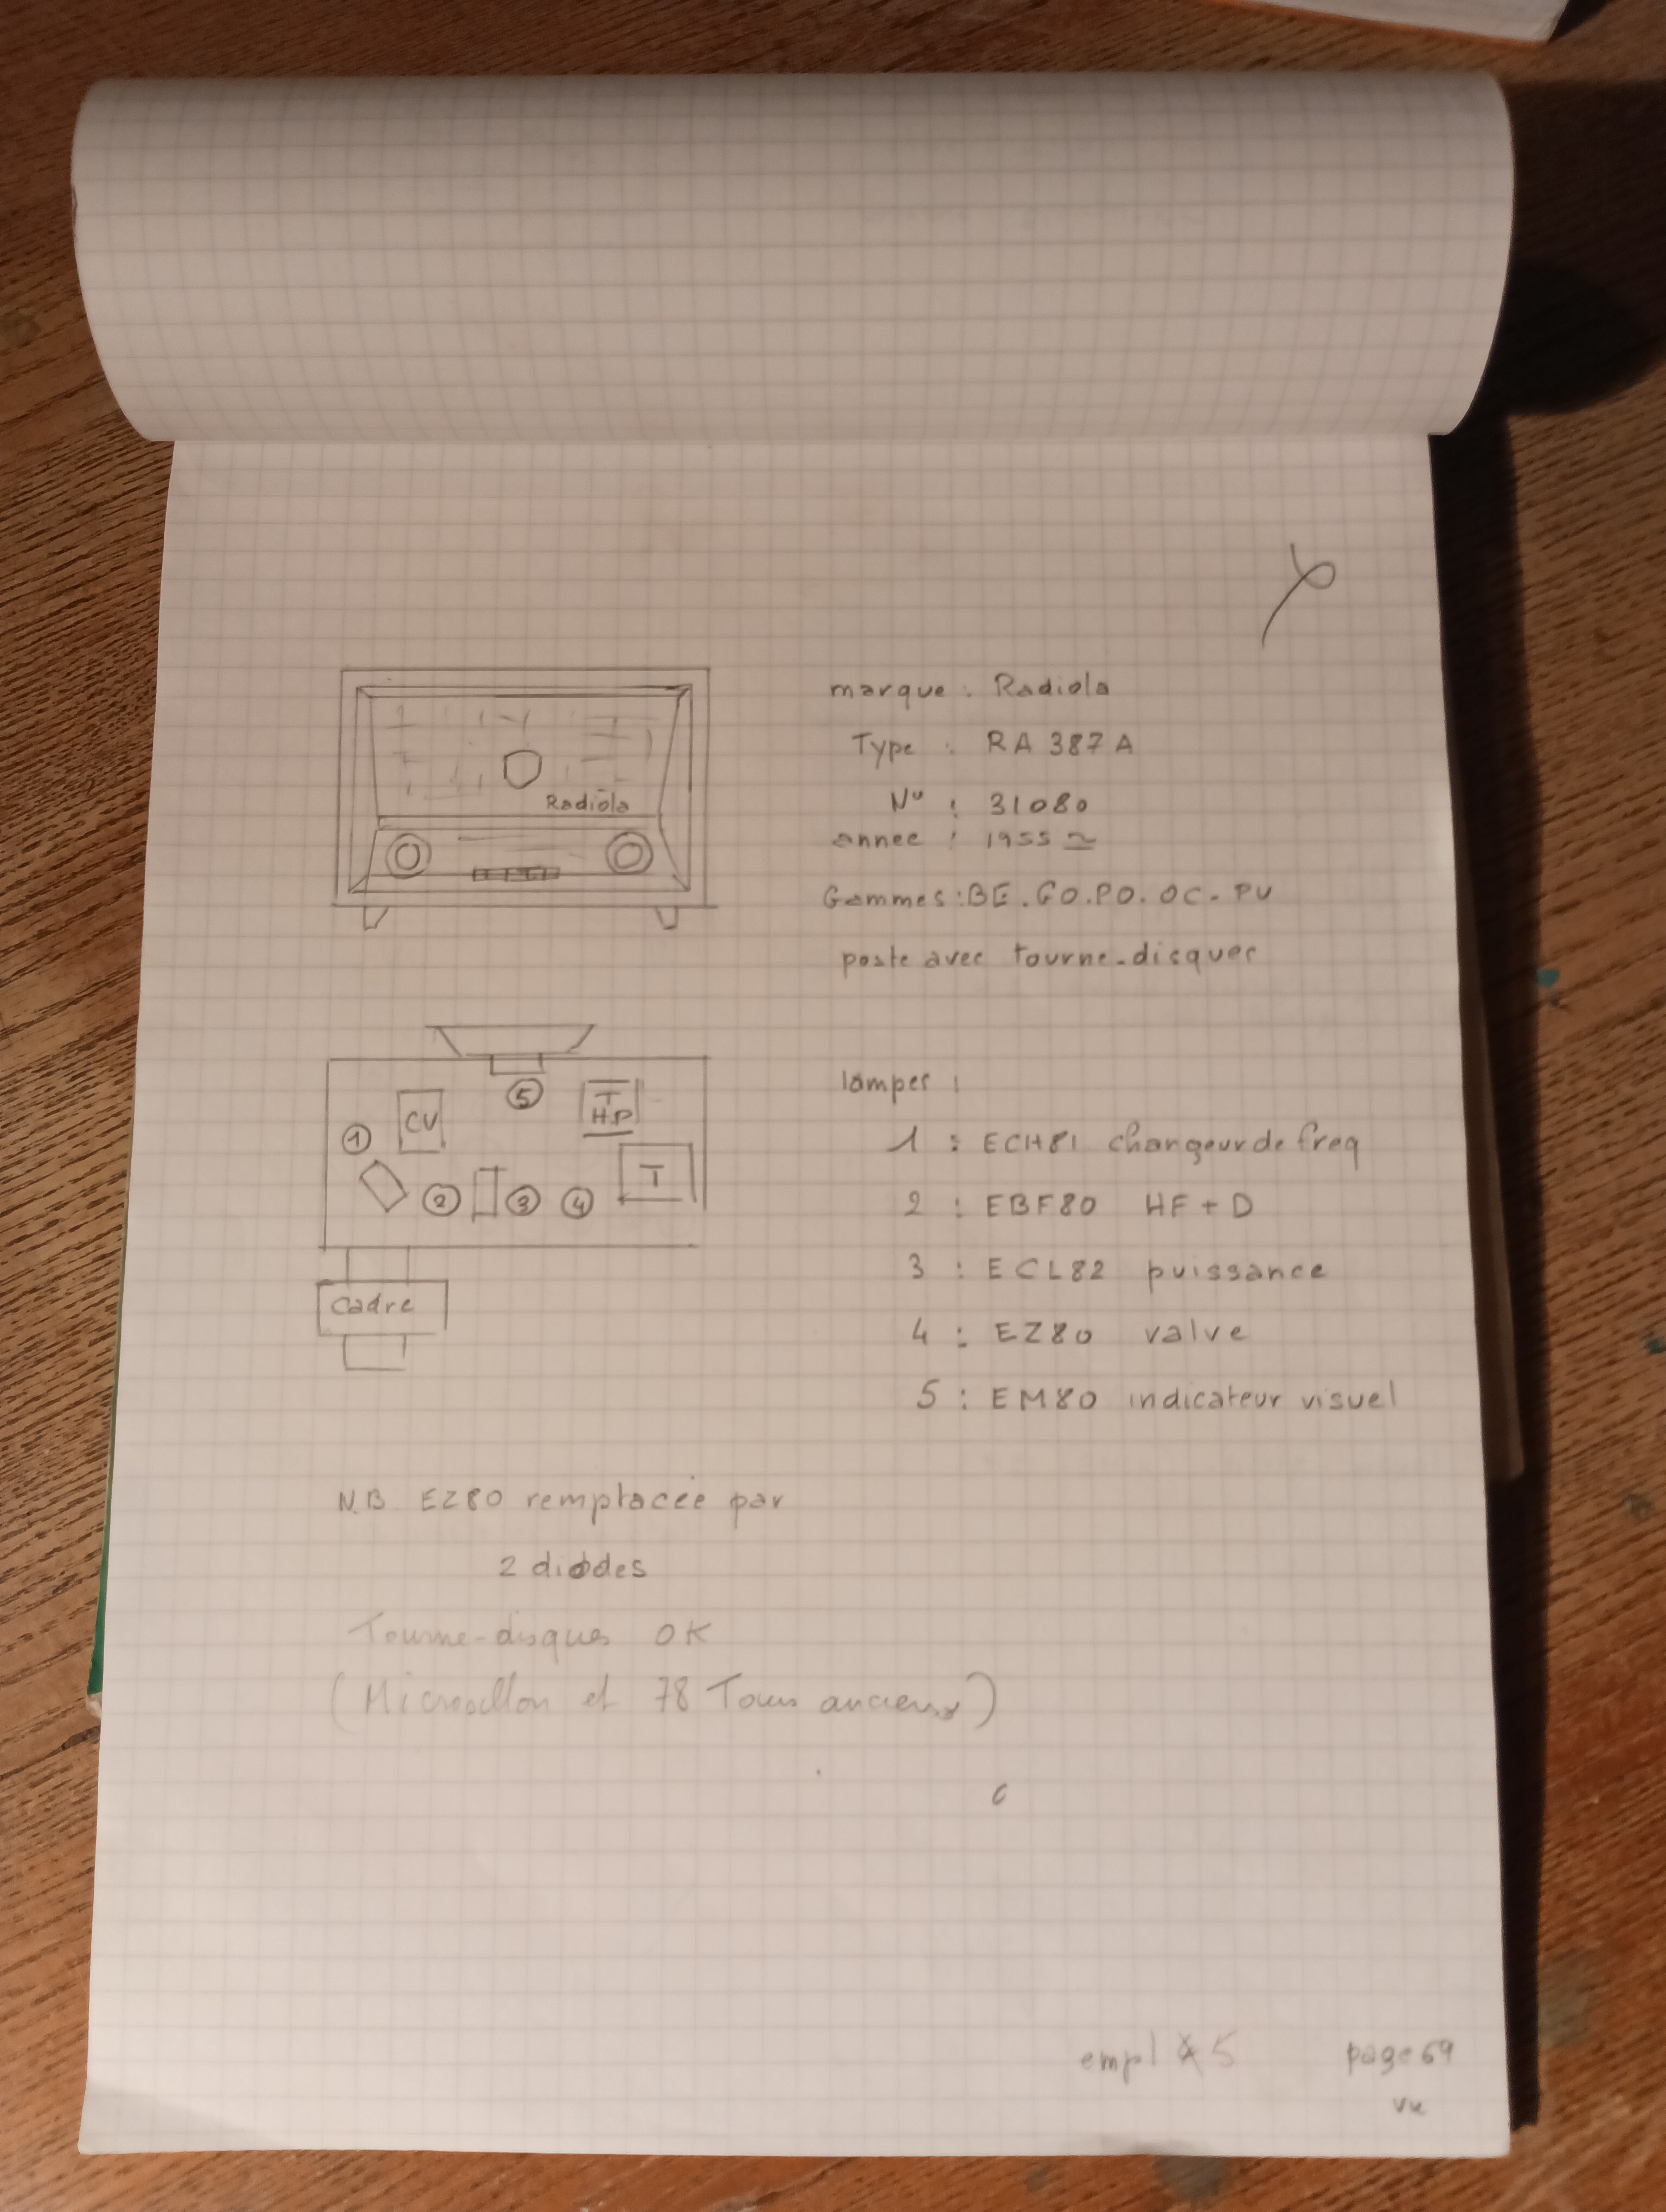 Radiola
marque : Radiola
Type : RA 387 A
N° : 31080
annee : 1955 ≃
Gammes : BE . GO . PO . OC - PU
poste avec tourne-disques
CV
T
HP
T
1
2
3
4
5
Cadre
lampes :
1 : ECH81 changeur de freq
2 : EBF80 HF + D
3 : ECL82 puissance
4 : EZ80 valve
5 : EM80 indicateur visuel
N.B EZ80 remplacée par
2 diodes
Tourne-disques OK
(Microsillon et 78 Tours anciens)
empl 5
page 69
vu